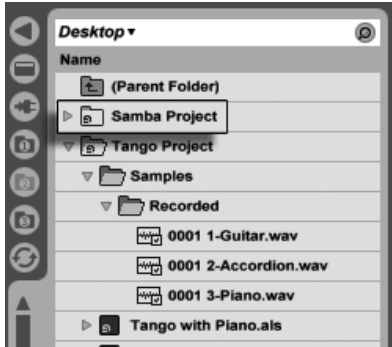 Desktop
Name
(Parent Folder)
Samba Project
Tango Project
Samples
Recorded
0001 1-Guitar.wav
0001 2-Accordion.wav
0001 3-Piano.wav
Tango with Piano.als